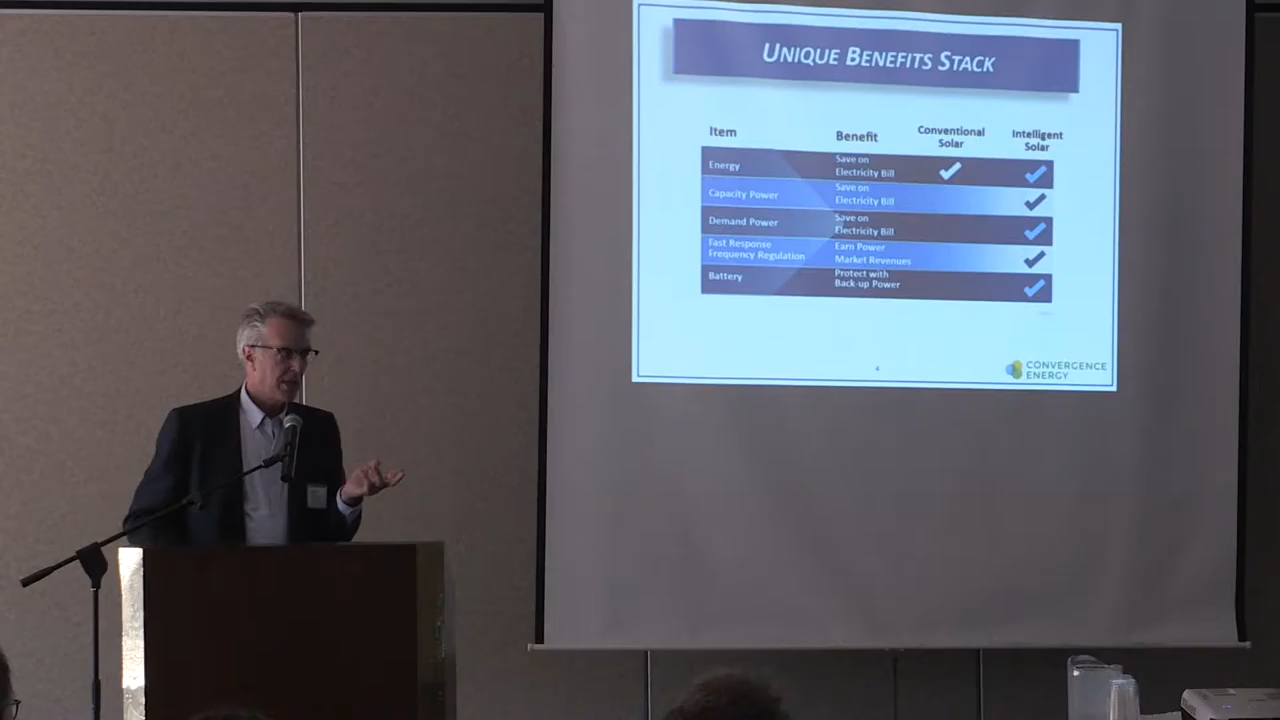 UNIQUE BENEFITS STACK
Item Benefit Conventional Solar Intelligent Solar
Energy Save on Electricity Bill
Capacity Power Save on Electricity Bill
Demand Power Save on Electricity Bill
Fast Response Frequency Regulation Earn Power Market Revenues
Battery Protect with Back-up Power
4
CONVERGENCE
ENERGY